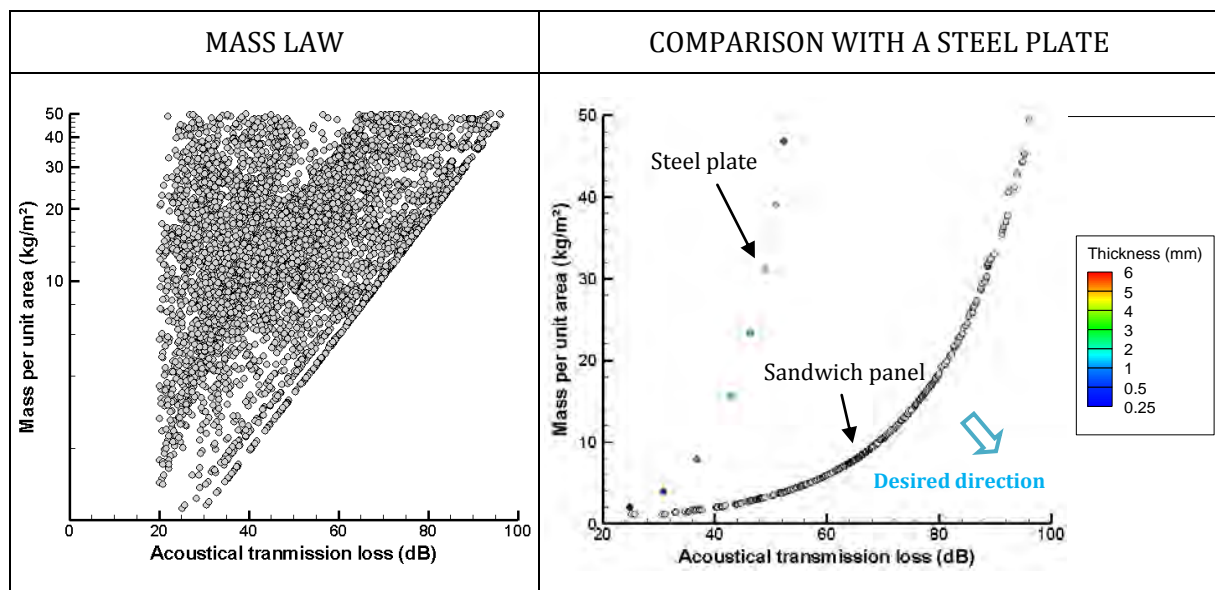 MASS LAW
COMPARISON WITH A STEEL PLATE
50
40
30
20
10
Mass per unit area (kg/m²)
0 20 40 60 80 100
Acoustical tranmission loss (dB)
50
40
30
20
10
0
Mass per unit area (kg/m²)
Steel plate
Sandwich panel
Desired direction
20 40 60 80 100
Acoustical transmission loss (dB)
Thickness (mm)
6
5
4
3
2
1
0.5
0.25